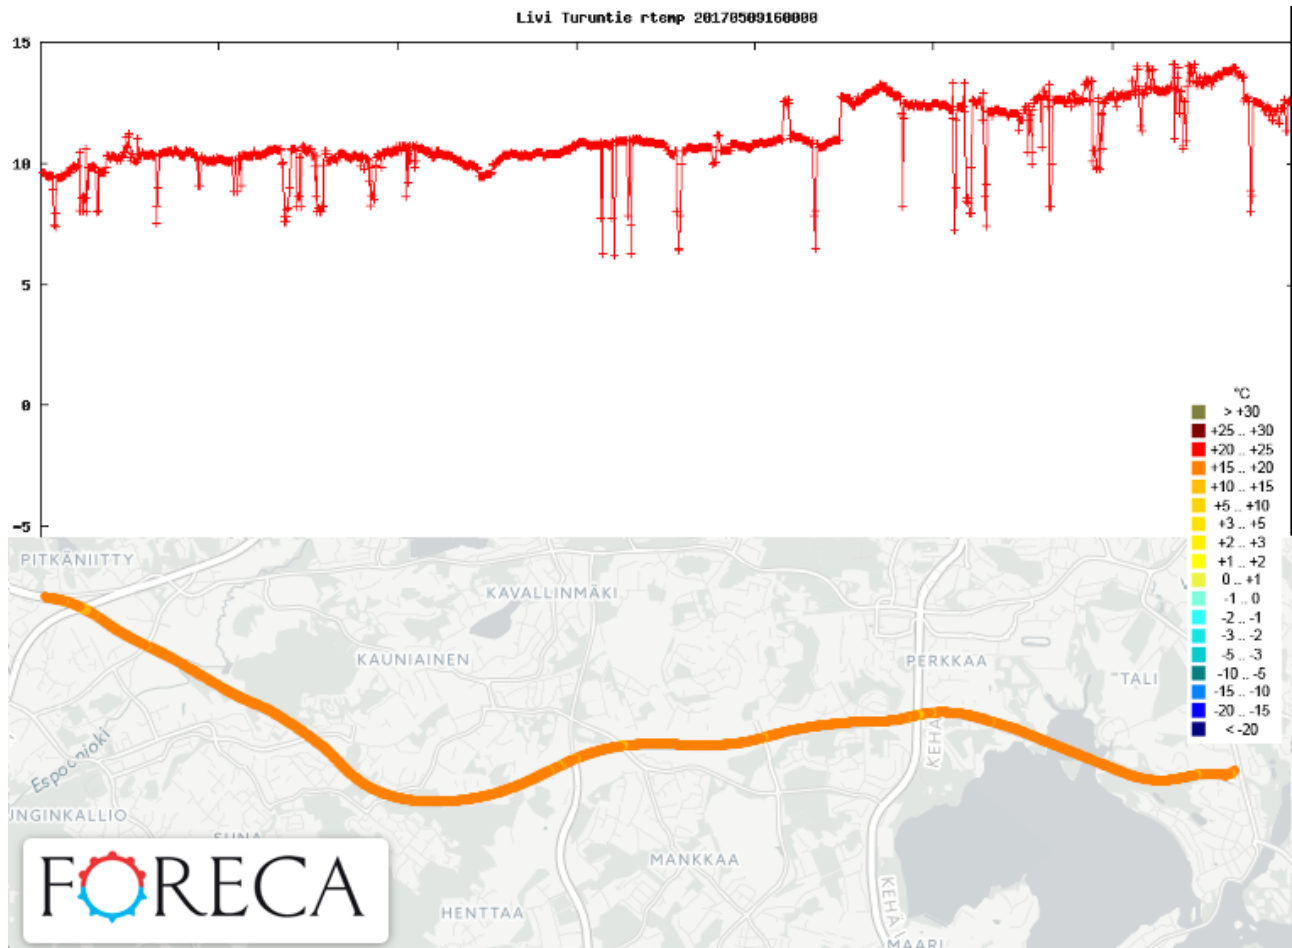 Livi Turuntie rtemp 20170509160000
15
10
5
0
-5
°C
> +30
+25 .. +30
+20 .. +25
+15 .. +20
+10 .. +15
+5 .. +10
+3 .. +5
+2 .. +3
+1 .. +2
0 .. +1
-1 .. 0
-2 .. -1
-3 .. -2
-5 .. -3
-10 .. -5
-15 .. -10
-20 .. -15
< -20
PITKÄNIITTY
KAVALLINMÄKI
KAUNIAINEN
PERKKAA
TALI
KEHÄ
Espoonjoki
UNGINKALLIO
MANKKAA
HENTTAA
KEHÄ I
MAARI
FORECA